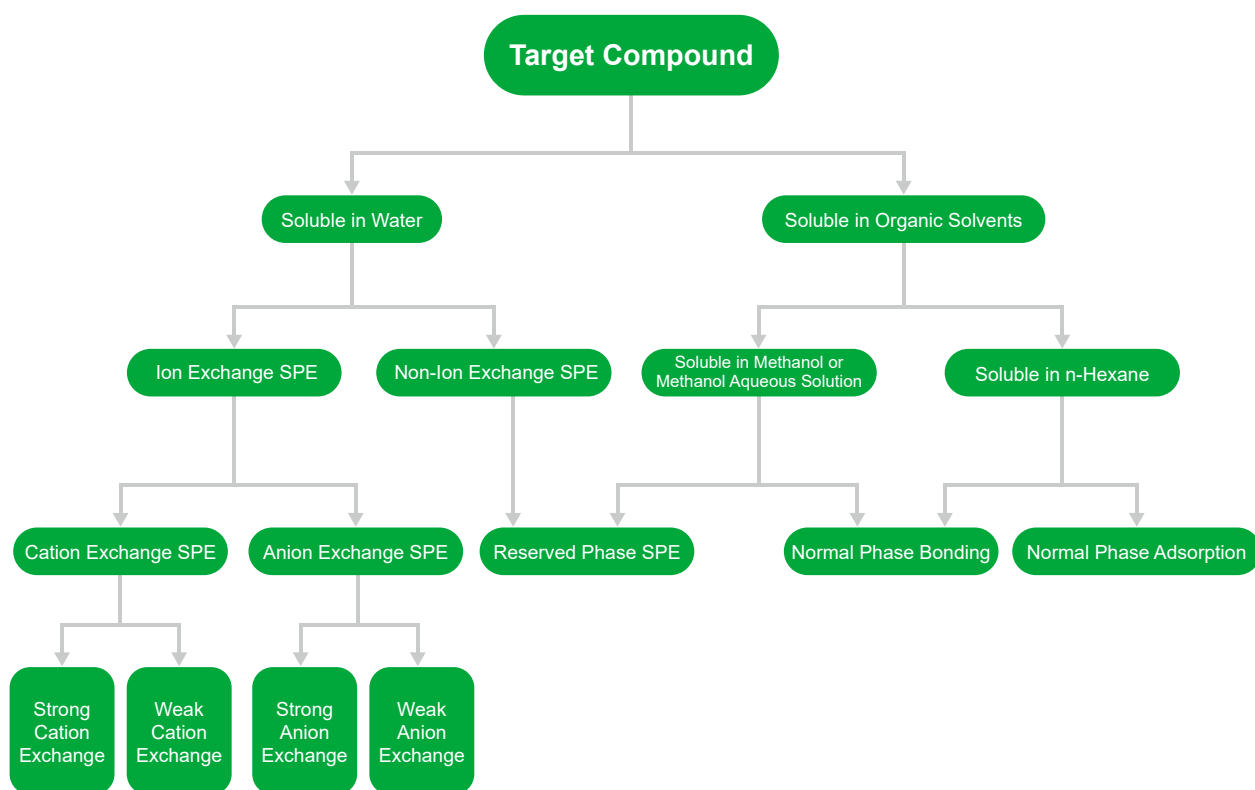 Target Compound
Soluble in Water
Soluble in Organic Solvents
Ion Exchange SPE
Non-Ion Exchange SPE
Soluble in Methanol or
Methanol Aqueous Solution
Soluble in n-Hexane
Cation Exchange SPE
Anion Exchange SPE
Reserved Phase SPE
Normal Phase Bonding
Normal Phase Adsorption
Strong
Cation
Exchange
Weak
Cation
Exchange
Strong
Anion
Exchange
Weak
Anion
Exchange